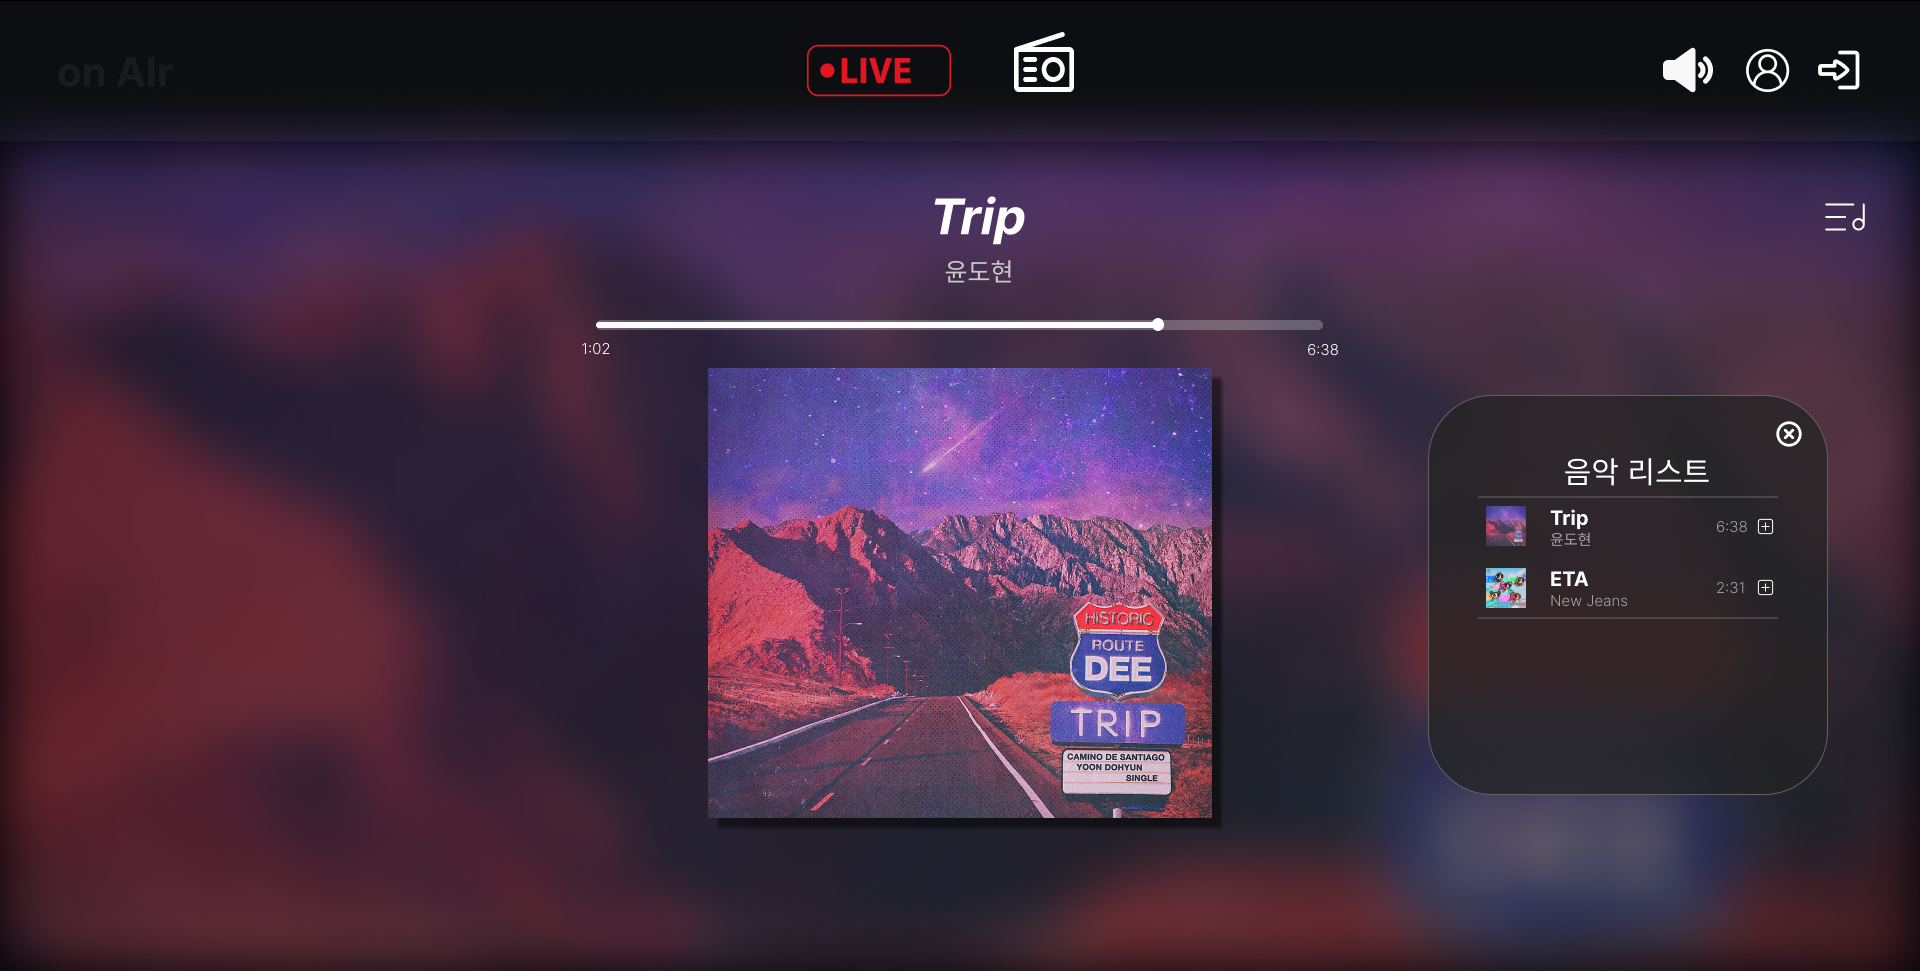 on AIr
LIVE
Trip
윤도현
1:02
6:38
HISTORIC
ROUTE
DEE
TRIP
CAMINO DE SANTIAGO
YOON DOHYUN
SINGLE
음악 리스트
Trip
6:38
윤도현
ETA
2:31
New Jeans